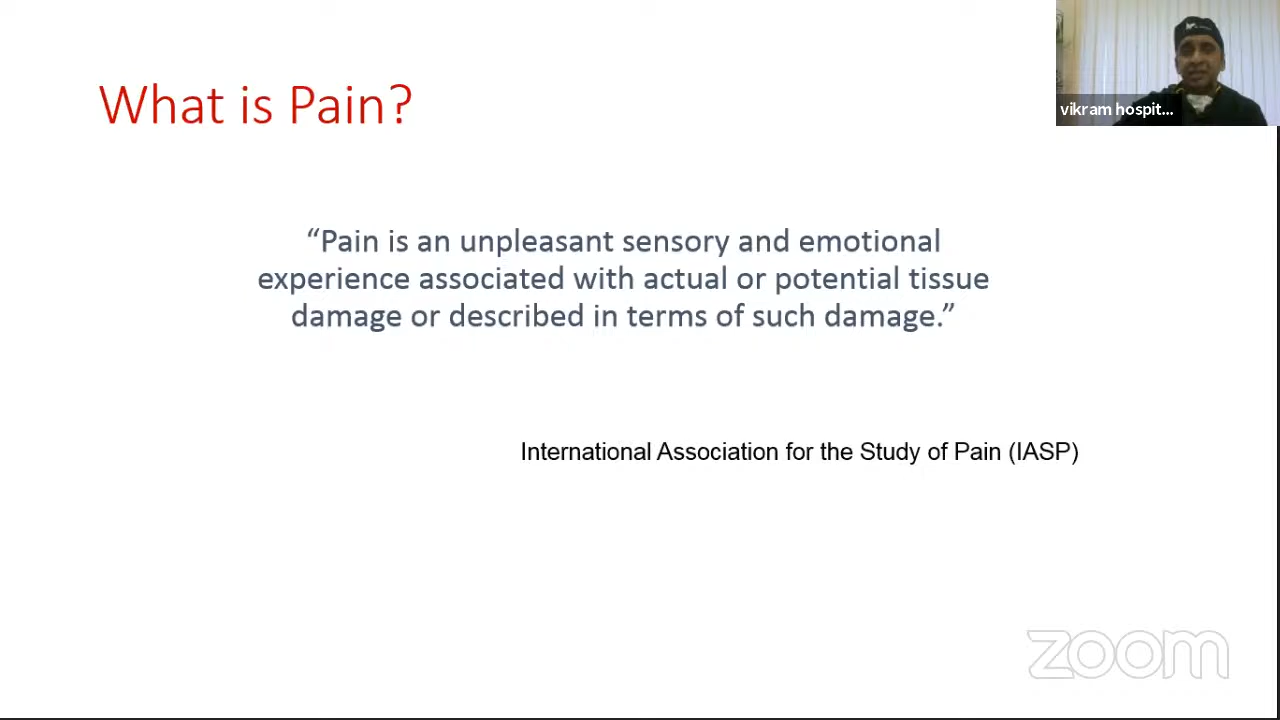 What is Pain?
vikram hospit...
“Pain is an unpleasant sensory and emotional
experience associated with actual or potential tissue
damage or described in terms of such damage.”
International Association for the Study of Pain (IASP)
zoom